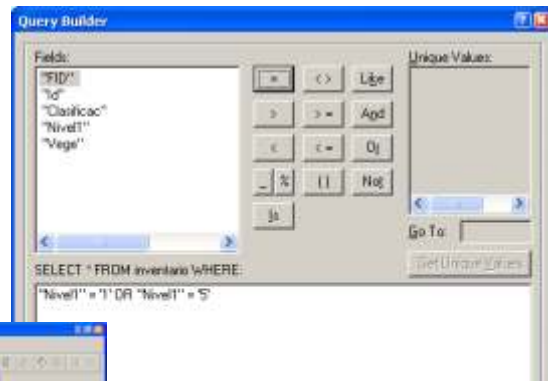 Query Builder
Fields:
Unique Values:
"FID"
"Id"
"Clasificac"
"Nivel1"
"Vege"
= <> Like
> >= And
< <= Or
_ % () Not
Is
Go To:
Get Unique Values
SELECT * FROM inventario WHERE:
"Nivel1" = '1' OR "Nivel1" = '5'